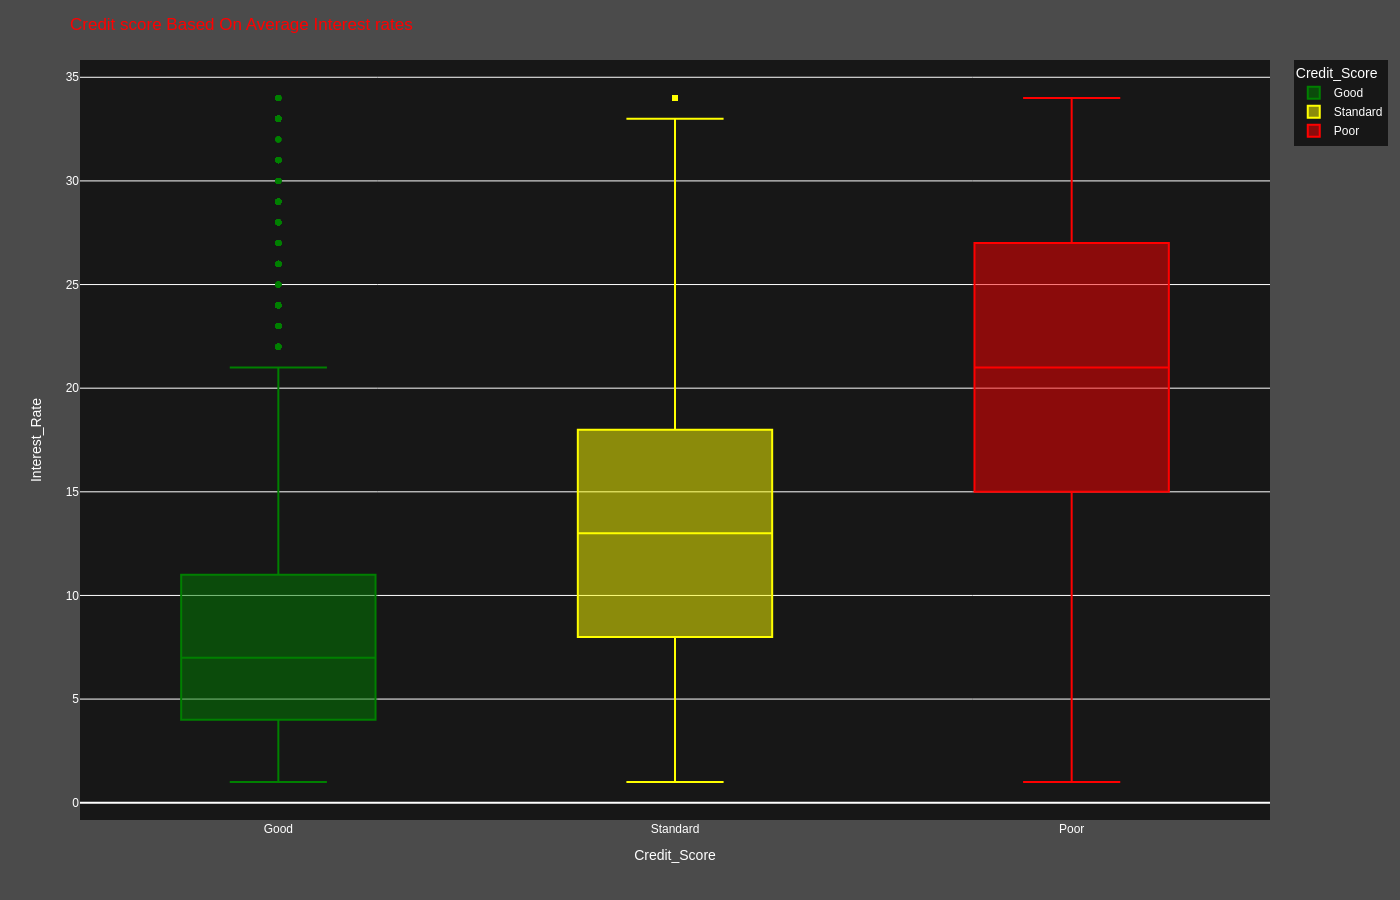 Credit score Based On Average Interest rates
Credit_Score
Good
Standard
Poor
35
30
25
20
15
10
5
0
Interest_Rate
Good
Standard
Poor
Credit_Score